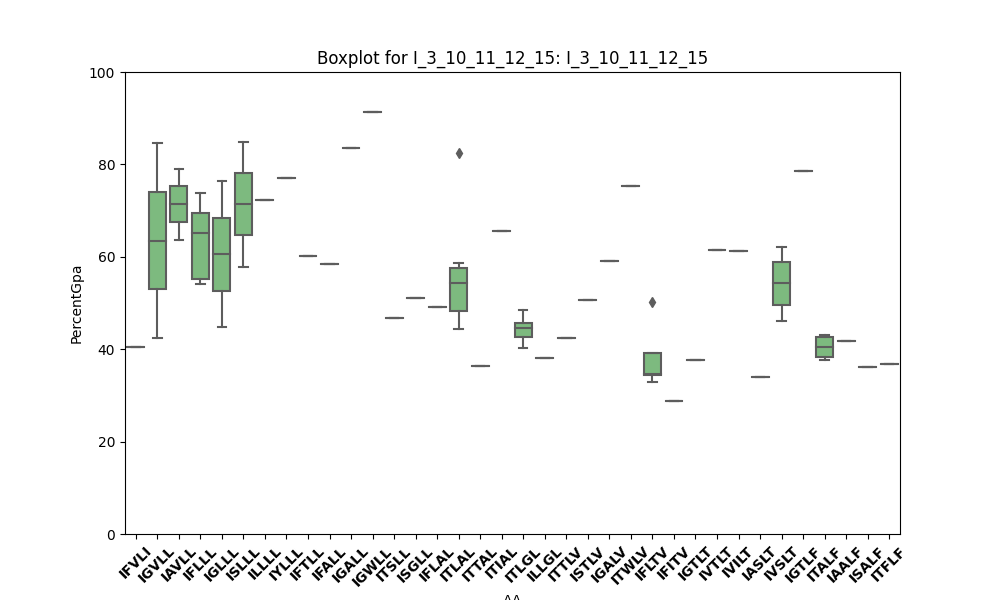 Boxplot for I_3_10_11_12_15: I_3_10_11_12_15
PercentGpa
100
80
60
40
20
0
IFVLI
IGVLL
IAVLL
IFLLL
IGLLL
ISLLL
ILLLL
IYLLL
IFTLL
IFALL
IGALL
IGWLL
ITSLL
ISGLL
IFLAL
ITLAL
ITTAL
ITIAL
ITLGL
ILLGL
ITTLV
ISTLV
IGALV
ITWLV
IFLTV
IFITV
IGTLT
IVTLT
IVILT
IASLT
IVSLT
IGTLF
ITALF
IAALF
ISALF
ITFLF
AA